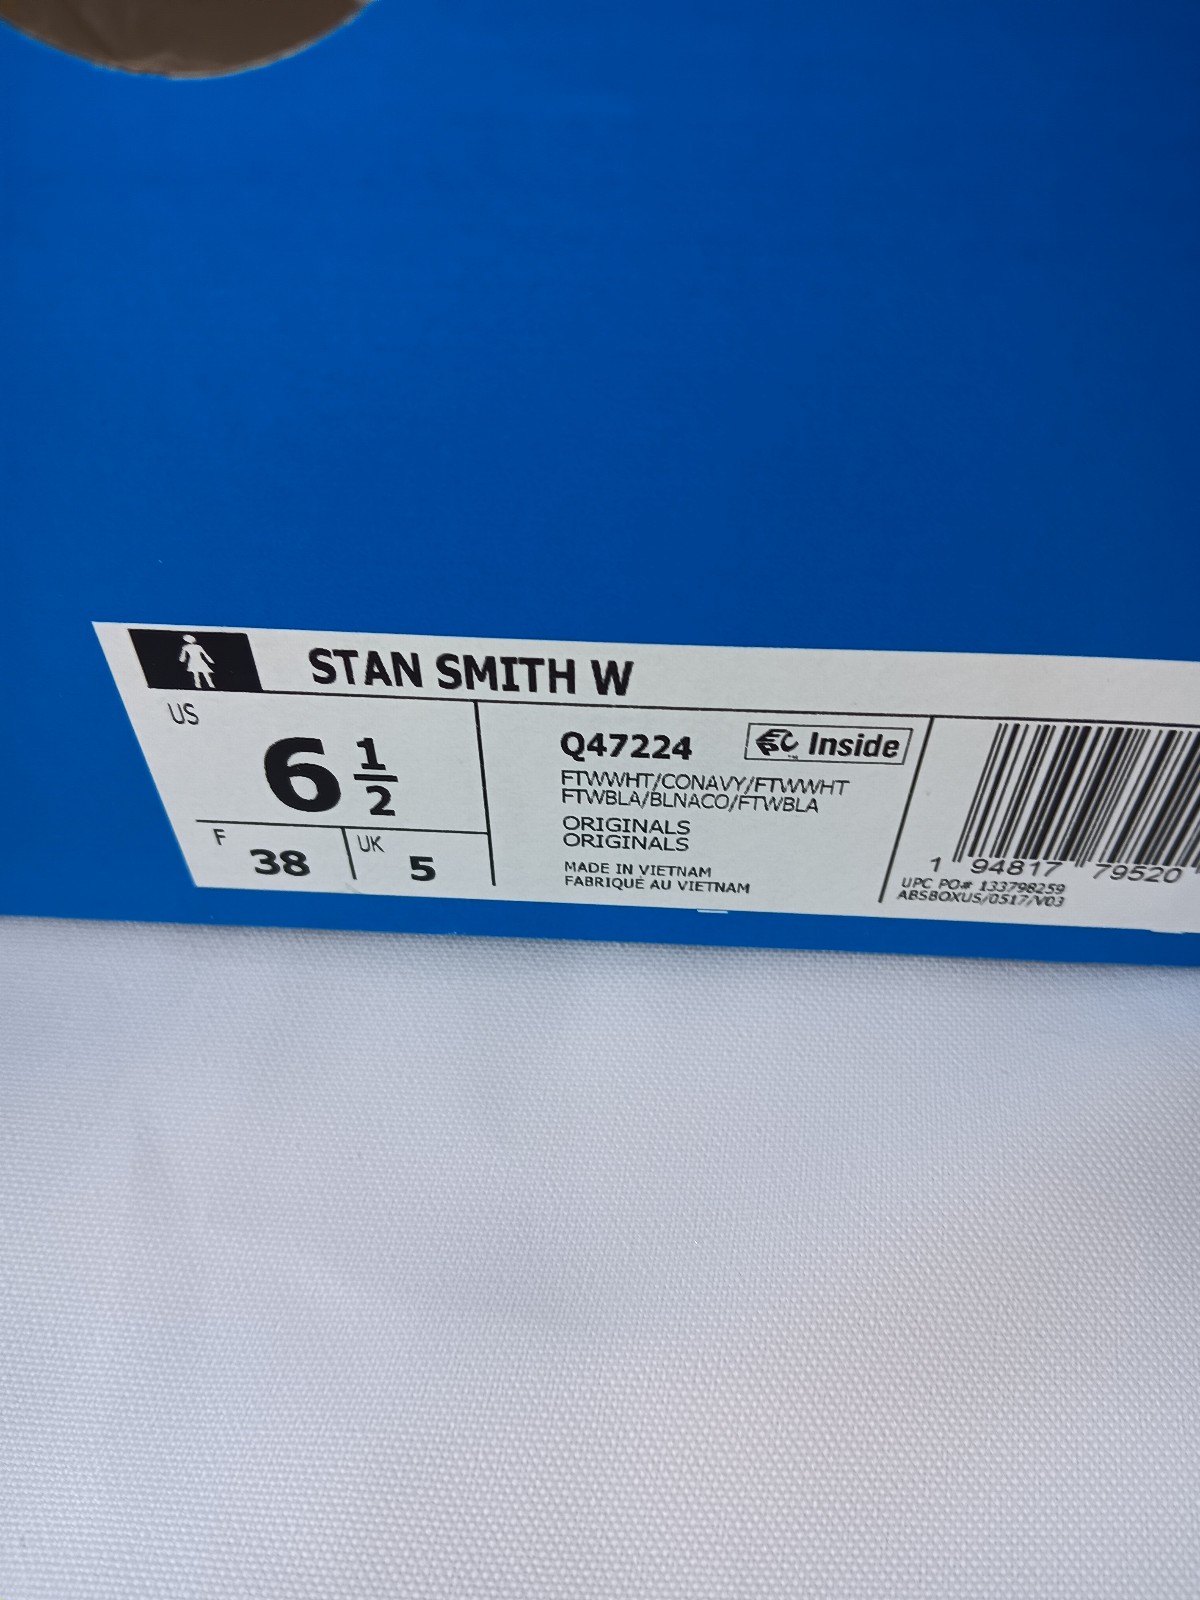 STAN SMITH W
US
6 1/2
F 38
UK 5
Q47224
Inside
FTWWHT/CONAVY/FTWWHT
FTWBLA/BLNACO/FTWBLA
ORIGINALS
ORIGINALS
MADE IN VIETNAM
FABRIQUÉ AU VIETNAM
1 94817 79520
UPC PO# 133798259
ABSBOXUS/0517/V03